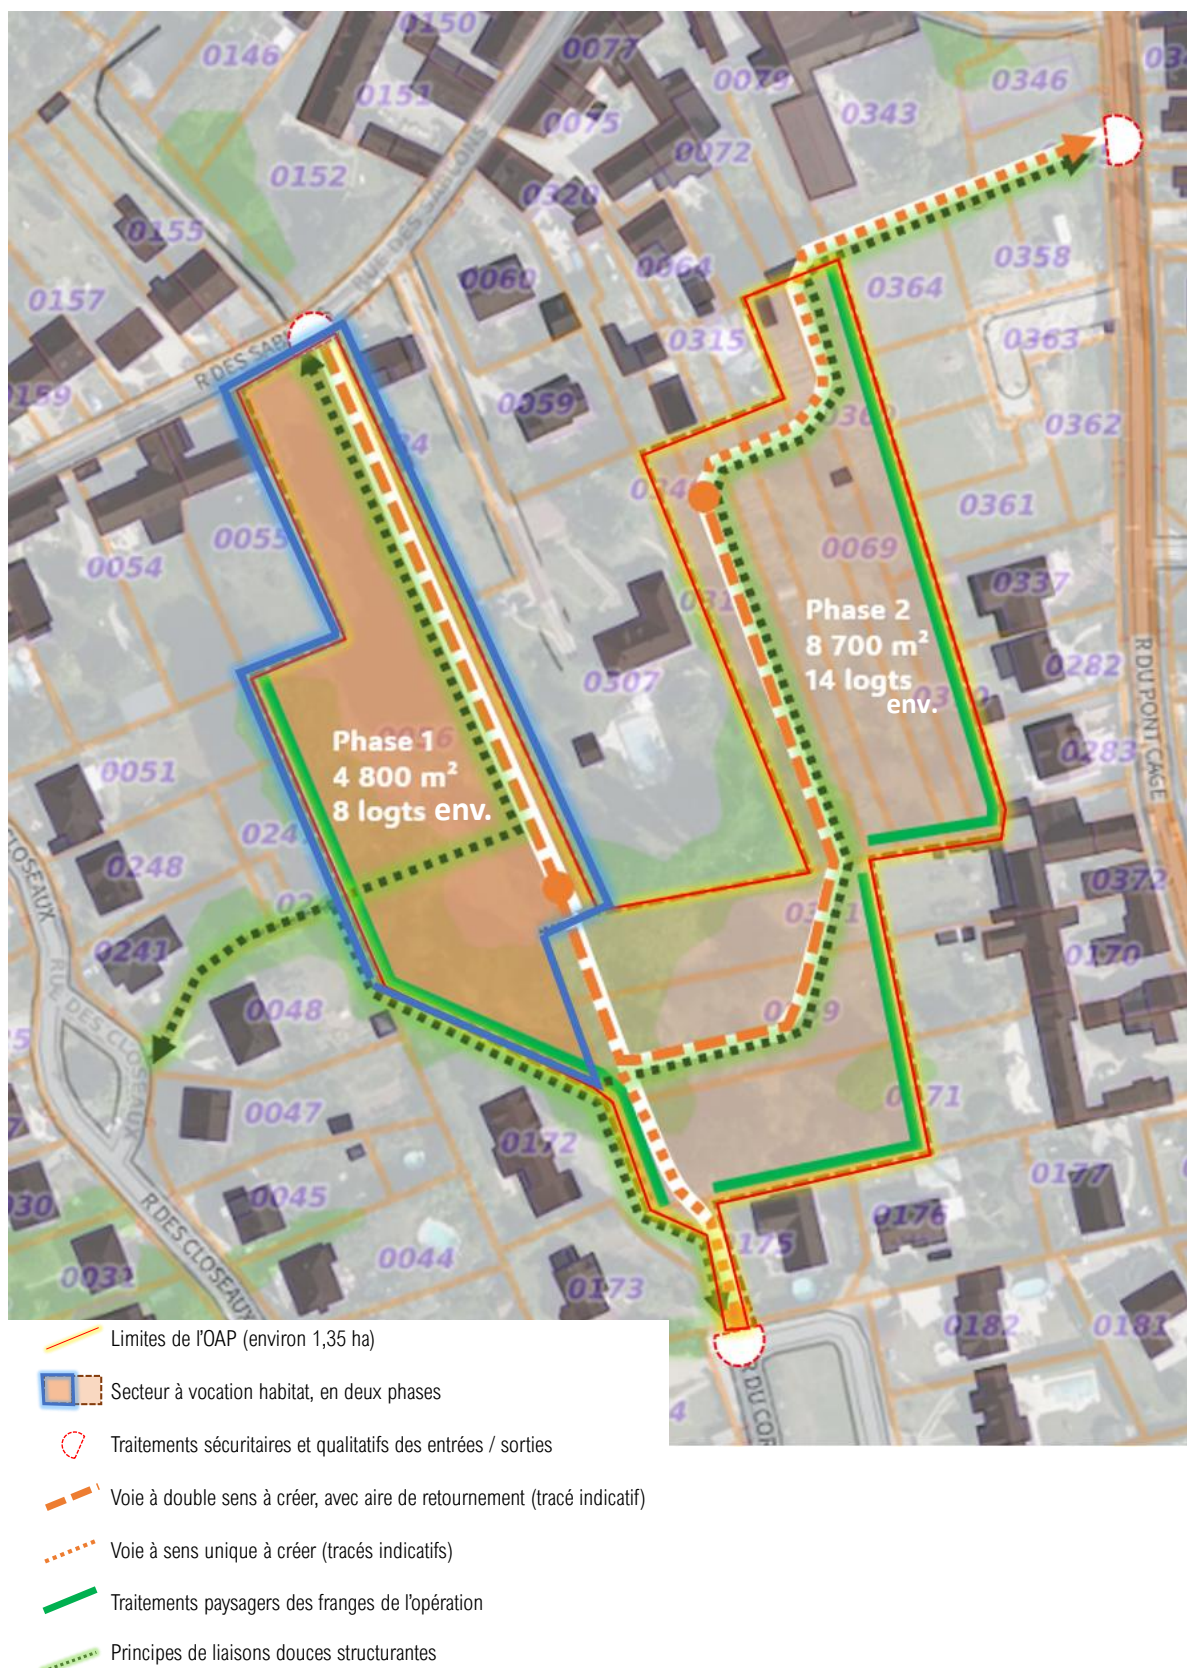 0150
0146
0077
0079
0346
0151
0343
0075
0072
0152
RUE DES SABLONS
0320
0155
0060
0064
0358
0157
0364
0315
0363
R DES SAB
0159
0059
0362
0361
0055
0054
0069
0337
Phase 2
8 700 m²
14 logts
env.
0307
0282
R DU PONT CAGE
Phase 1
4 800 m²
8 logts env.
0051
0283
0248
0372
0241
0170
RUE DES CLOSEAUX
0048
0047
0172
0177
R DES CLOSEAUX
0045
0176
0044
0031
0173
0182
0181
R DU COR
Limites de l'OAP (environ 1,35 ha)
Secteur à vocation habitat, en deux phases
Traitements sécuritaires et qualitatifs des entrées / sorties
Voie à double sens à créer, avec aire de retournement (tracé indicatif)
Voie à sens unique à créer (tracés indicatifs)
Traitements paysagers des franges de l'opération
Principes de liaisons douces structurantes